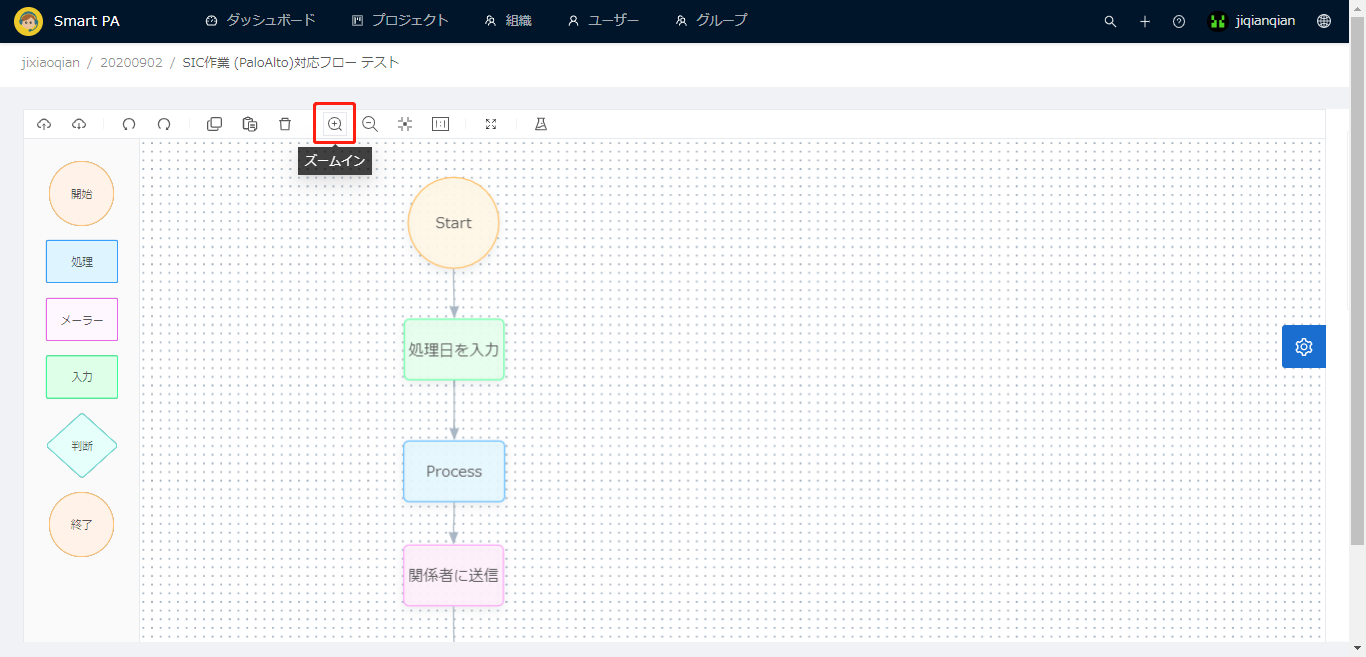 Smart PA ダッシュボード プロジェクト 組織 ユーザー グループ jiqianqian
jixiaoqian / 20200902 / SIC作業 (PaloAlto)対応フロー テスト
1:1
ズームイン
開始
処理
メーラー
入力
判断
終了
Start
処理日を入力
Process
関係者に送信